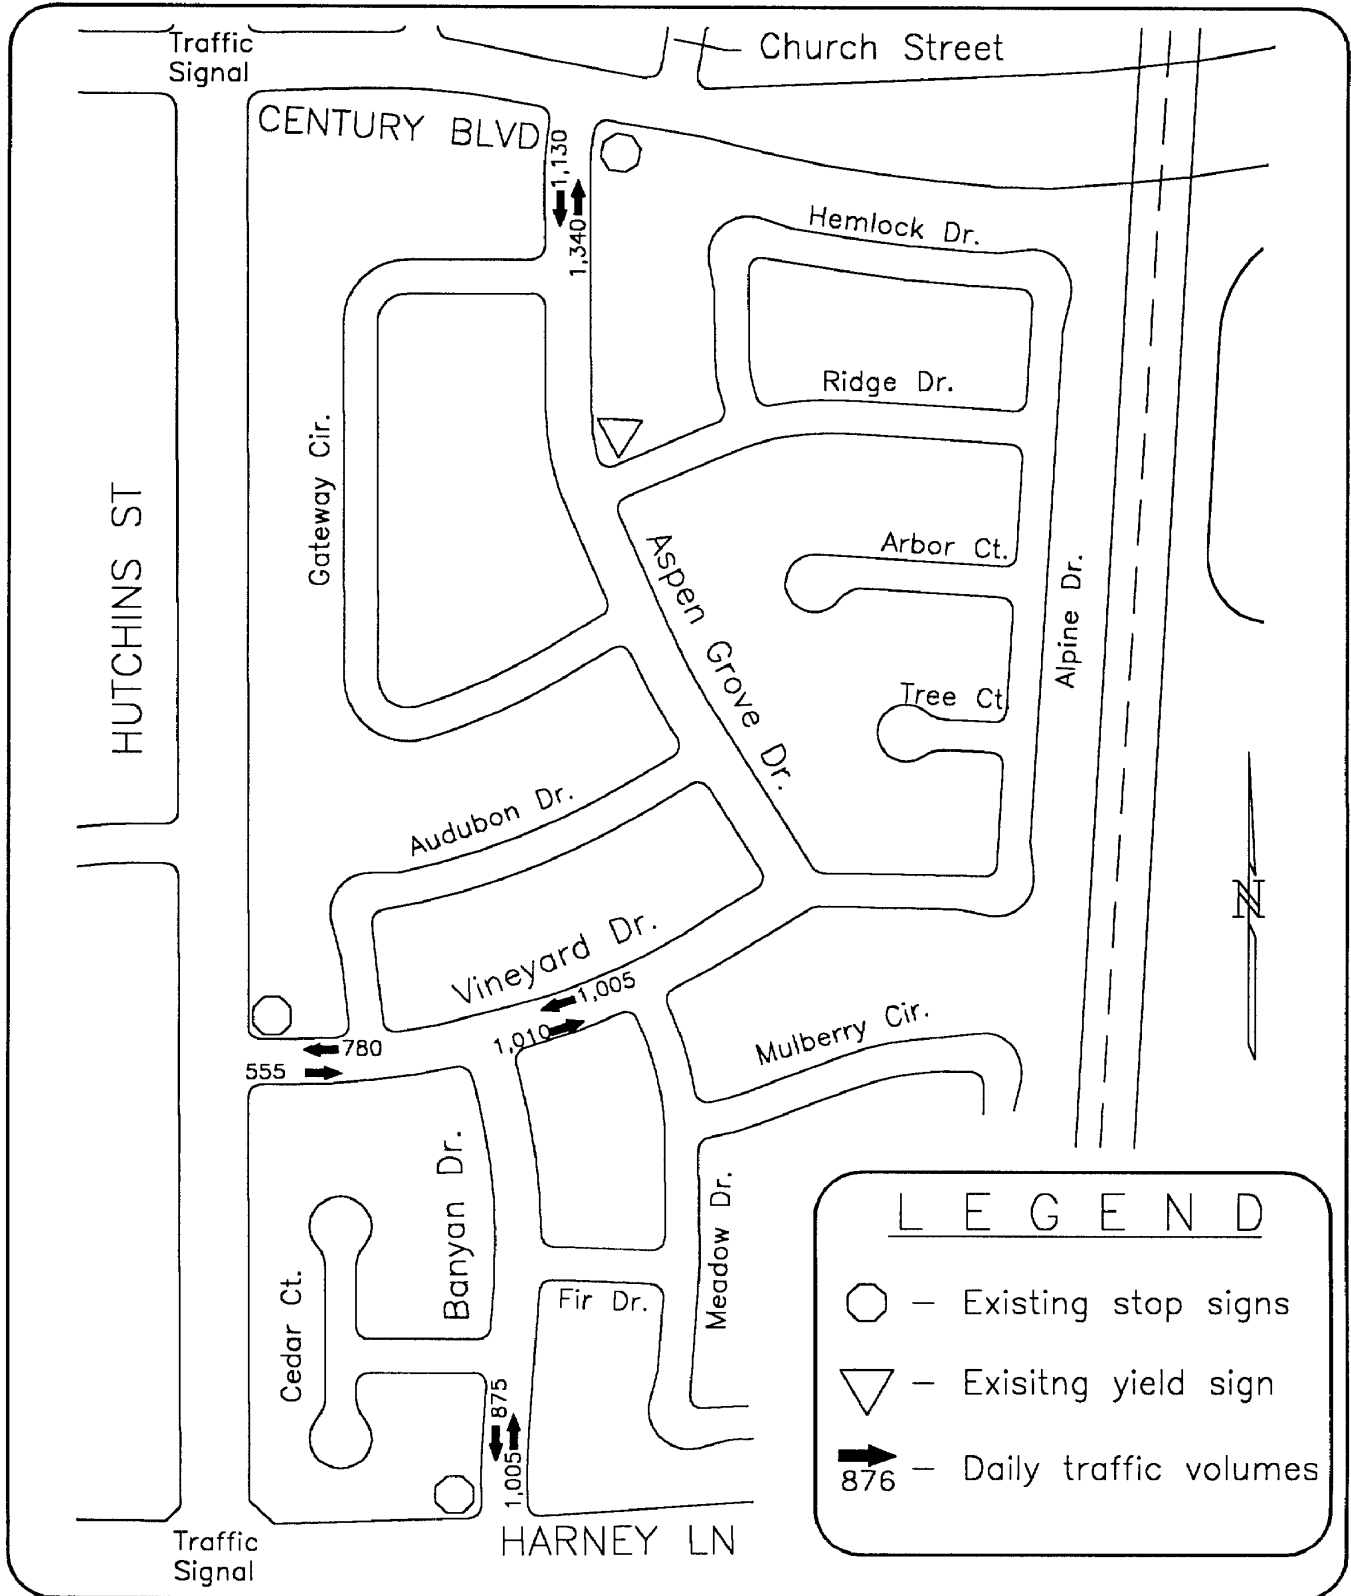 Traffic
Signal
Church Street
CENTURY BLVD
1,130
1,340
Hemlock Dr.
Ridge Dr.
Gateway Cir.
HUTCHINS ST
Aspen Grove Dr.
Arbor Ct.
Alpine Dr.
Tree Ct.
Audubon Dr.
N
Vineyard Dr.
1,005
1,010
780
555
Mulberry Cir.
Banyan Dr.
Meadow Dr.
Cedar Ct.
Fir Dr.
875
1,005
HARNEY LN
Traffic
Signal
LEGEND
- Existing stop signs
- Exisitng yield sign
876 - Daily traffic volumes